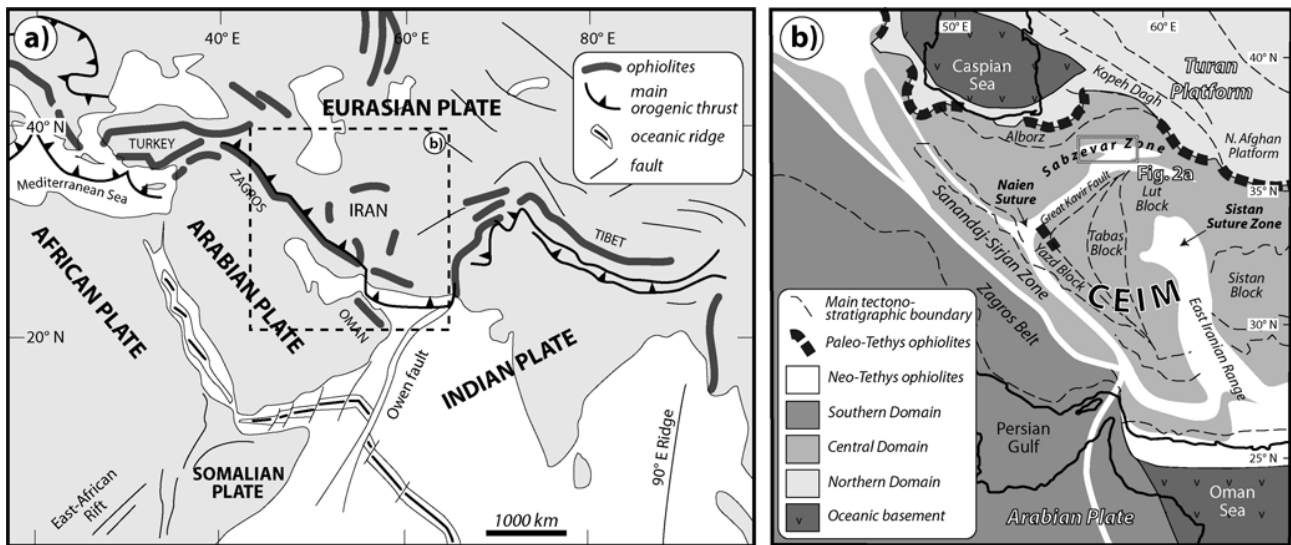 a)
40° E
60° E
80° E
ophiolites
main
orogenic thrust
oceanic ridge
fault
EURASIAN PLATE
40° N
b)
TURKEY
Mediterranean Sea
ZAGROS
IRAN
TIBET
AFRICAN PLATE
ARABIAN PLATE
OMAN
20° N
INDIAN PLATE
Owen fault
SOMALIAN
PLATE
East-African
Rift
90° E Ridge
1000 km
b)
50° E
60° E
40° N
Caspian
Sea
Kopeh Dagh
Turan
Platform
Alborz
N. Afghan
Platform
Sabzevar Zone
Fig. 2a
35° N
Naien
Suture
Great Kavir Fault
Lut
Block
Sistan
Suture Zone
Sanandaj-Sirjan Zone
Tabas
Block
Yazd Block
Sistan
Block
CEIM
Zagros Belt
30° N
East Iranian Range
Main tectono-
stratigraphic boundary
Paleo-Tethys ophiolites
Neo-Tethys ophiolites
Southern Domain
Central Domain
Northern Domain
Oceanic basement
Persian
Gulf
25° N
Oman
Sea
Arabian Plate